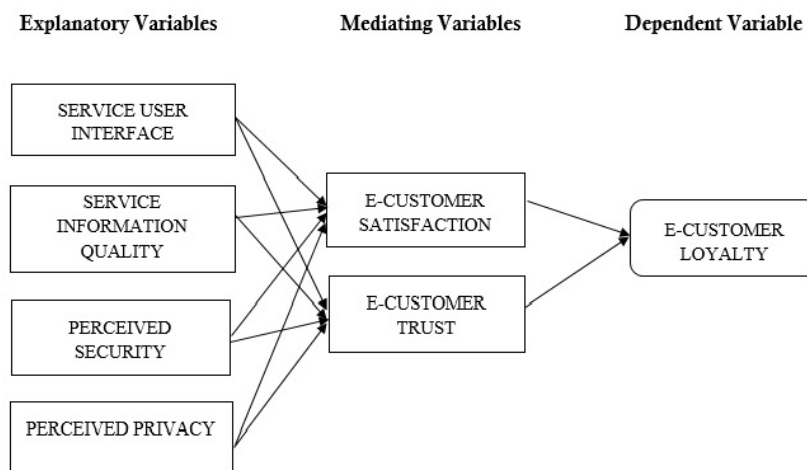 Explanatory Variables
Mediating Variables
Dependent Variable
SERVICE USER
INTERFACE
SERVICE
INFORMATION
QUALITY
PERCEIVED
SECURITY
PERCEIVED PRIVACY
E-CUSTOMER
SATISFACTION
E-CUSTOMER
TRUST
E-CUSTOMER
LOYALTY